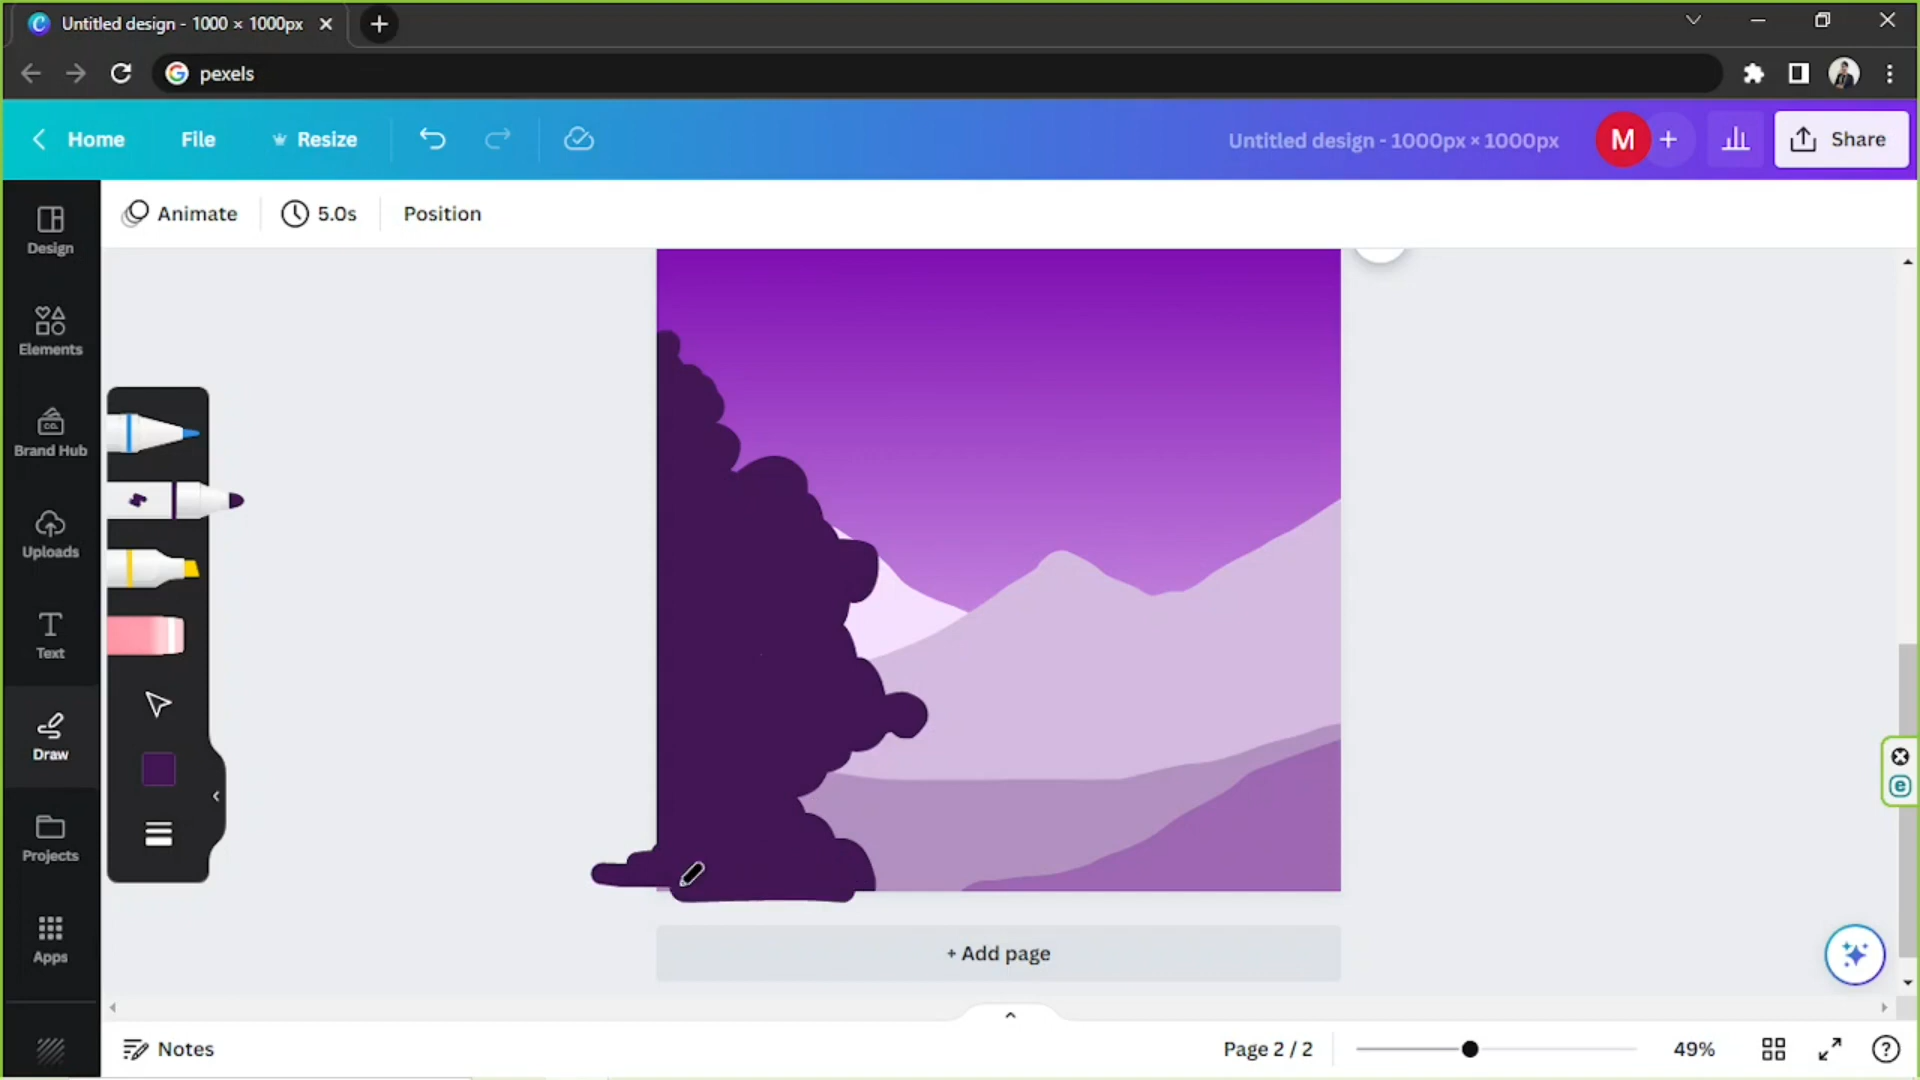 Untitled design - 1000 × 1000px
pexels
Home
File
Resize
Untitled design - 1000px × 1000px
M
Share
Animate
5.0s
Position
Design
Elements
CO.
Brand Hub
Uploads
Text
Draw
Projects
Apps
+ Add page
Notes
Page 2 / 2
49%